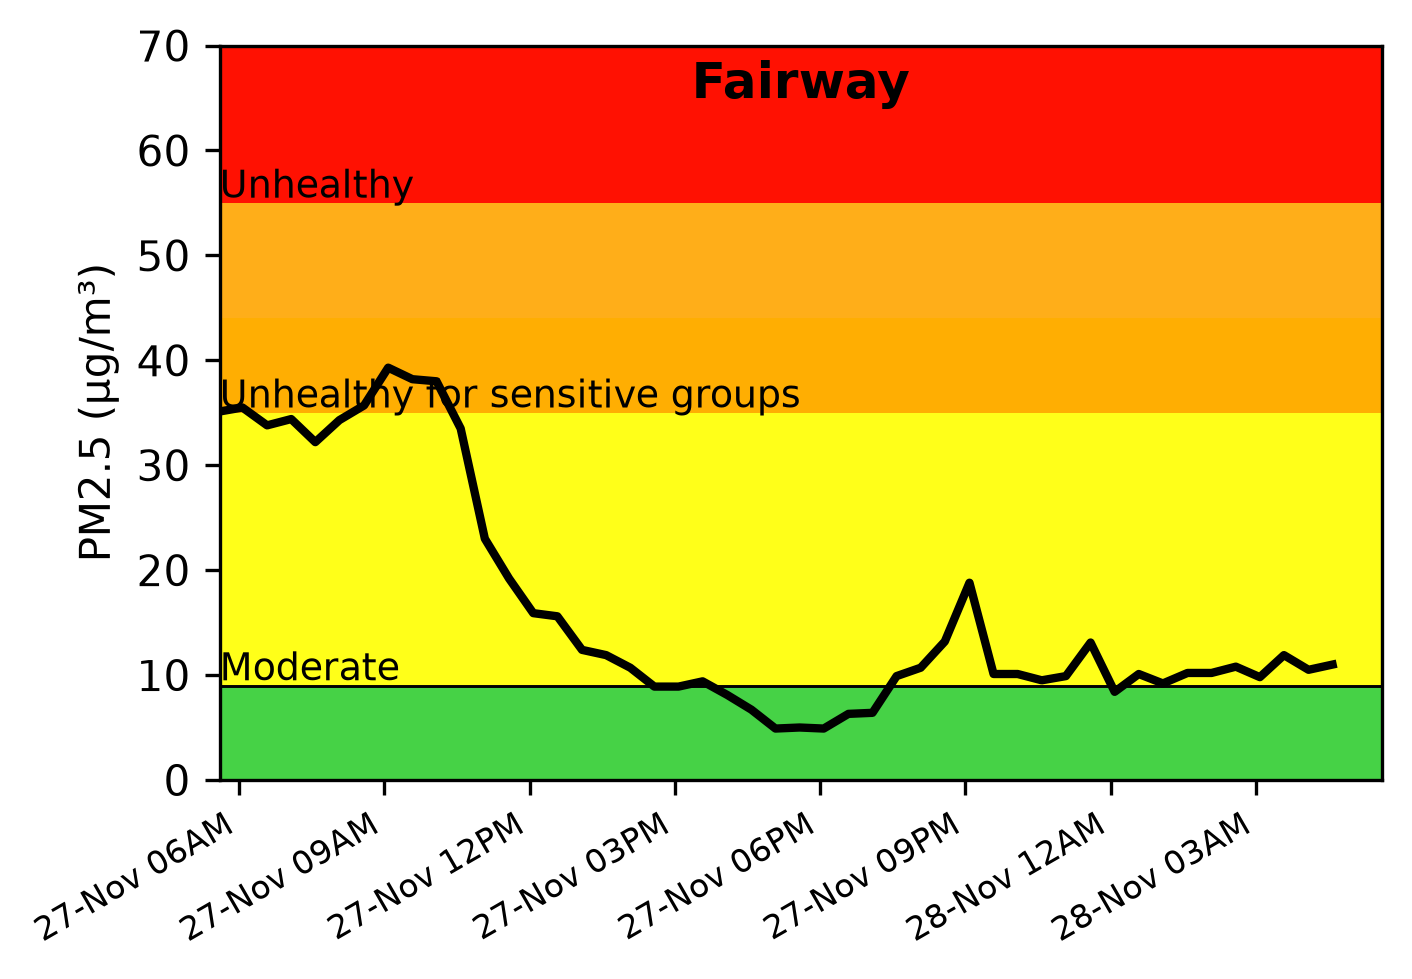 Fairway
70
60
50
40
30
20
10
0
PM2.5 (µg/m³)
Unhealthy
Unhealthy for sensitive groups
Moderate
27-Nov 06AM
27-Nov 09AM
27-Nov 12PM
27-Nov 03PM
27-Nov 06PM
27-Nov 09PM
28-Nov 12AM
28-Nov 03AM